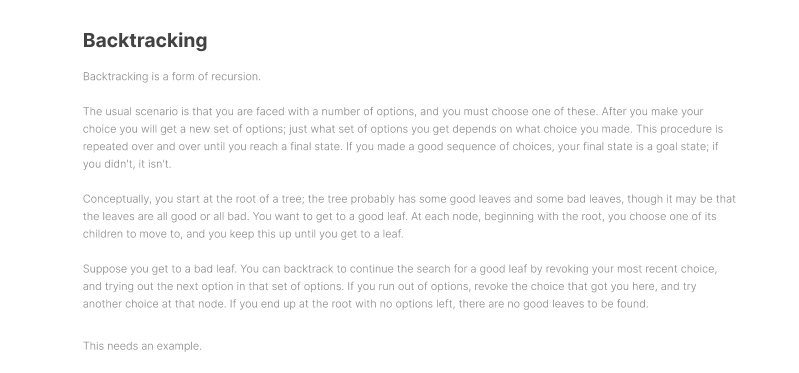 Backtracking
Backtracking is a form of recursion.
The usual scenario is that you are faced with a number of options, and you must choose one of these. After you make your
choice you will get a new set of options; just what set of options you get depends on what choice you made. This procedure is
repeated over and over until you reach a final state. If you made a good sequence of choices, your final state is a goal state; if
you didn't, it isn't.
Conceptually, you start at the root of a tree; the tree probably has some good leaves and some bad leaves, though it may be that
the leaves are all good or all bad. You want to get to a good leaf. At each node, beginning with the root, you choose one of its
children to move to, and you keep this up until you get to a leaf.
Suppose you get to a bad leaf. You can backtrack to continue the search for a good leaf by revoking your most recent choice,
and trying out the next option in that set of options. If you run out of options, revoke the choice that got you here, and try
another choice at that node. If you end up at the root with no options left, there are no good leaves to be found.
This needs an example.